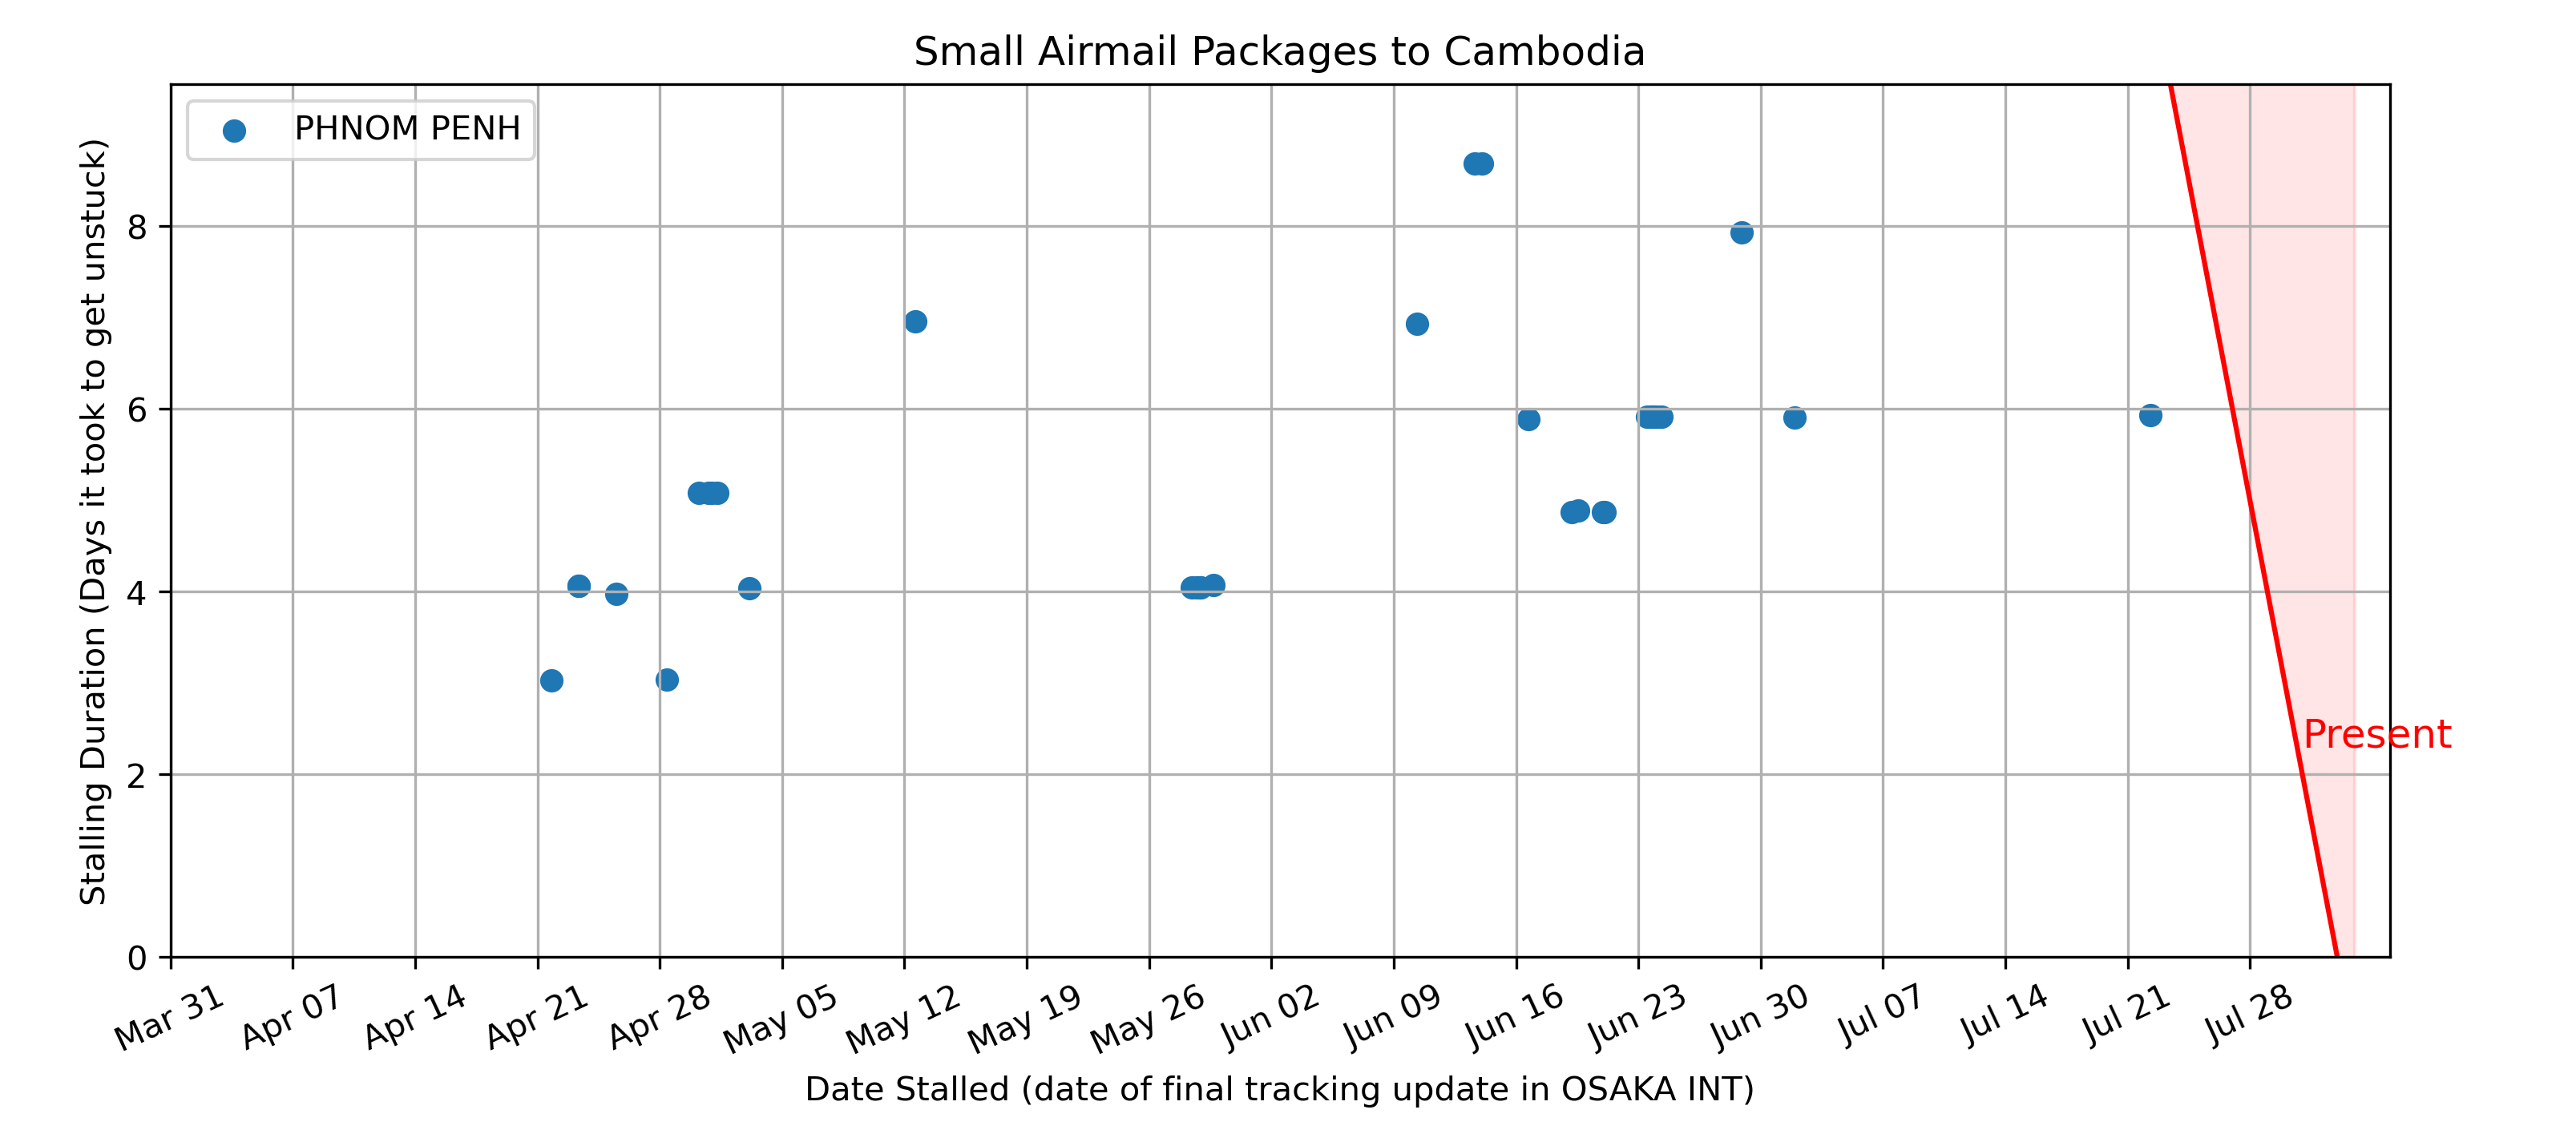 Small Airmail Packages to Cambodia
PHNOM PENH
Stalling Duration (Days it took to get unstuck)
8
6
4
2
0
Present
Mar 31
Apr 07
Apr 14
Apr 21
Apr 28
May 05
May 12
May 19
May 26
Jun 02
Jun 09
Jun 16
Jun 23
Jun 30
Jul 07
Jul 14
Jul 21
Jul 28
Date Stalled (date of final tracking update in OSAKA INT)